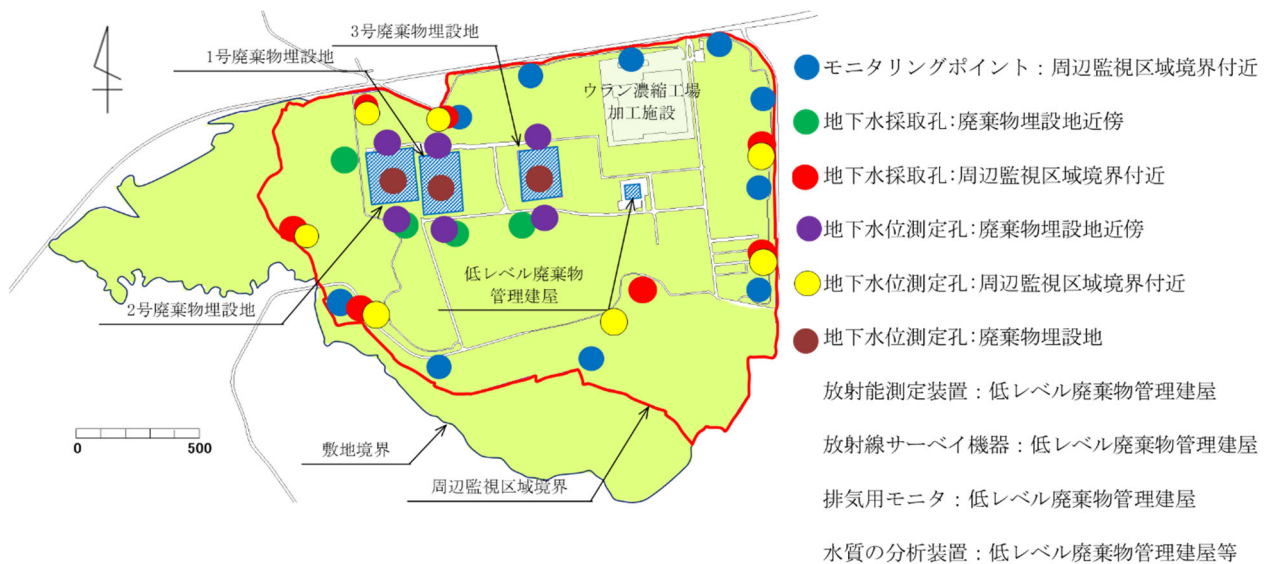 3号廃棄物埋設地
1号廃棄物埋設地
ウラン濃縮工場
加工施設
低レベル廃棄物
管理建屋
2号廃棄物埋設地
0
500
敷地境界
周辺監視区域境界
モニタリングポイント：周辺監視区域境界付近
地下水採取孔:廃棄物埋設地近傍
地下水採取孔:周辺監視区域境界付近
地下水位測定孔:廃棄物埋設地近傍
地下水位測定孔:周辺監視区域境界付近
地下水位測定孔:廃棄物埋設地
放射能測定装置：低レベル廃棄物管理建屋
放射線サーベイ機器：低レベル廃棄物管理建屋
排気用モニタ：低レベル廃棄物管理建屋
水質の分析装置：低レベル廃棄物管理建屋等